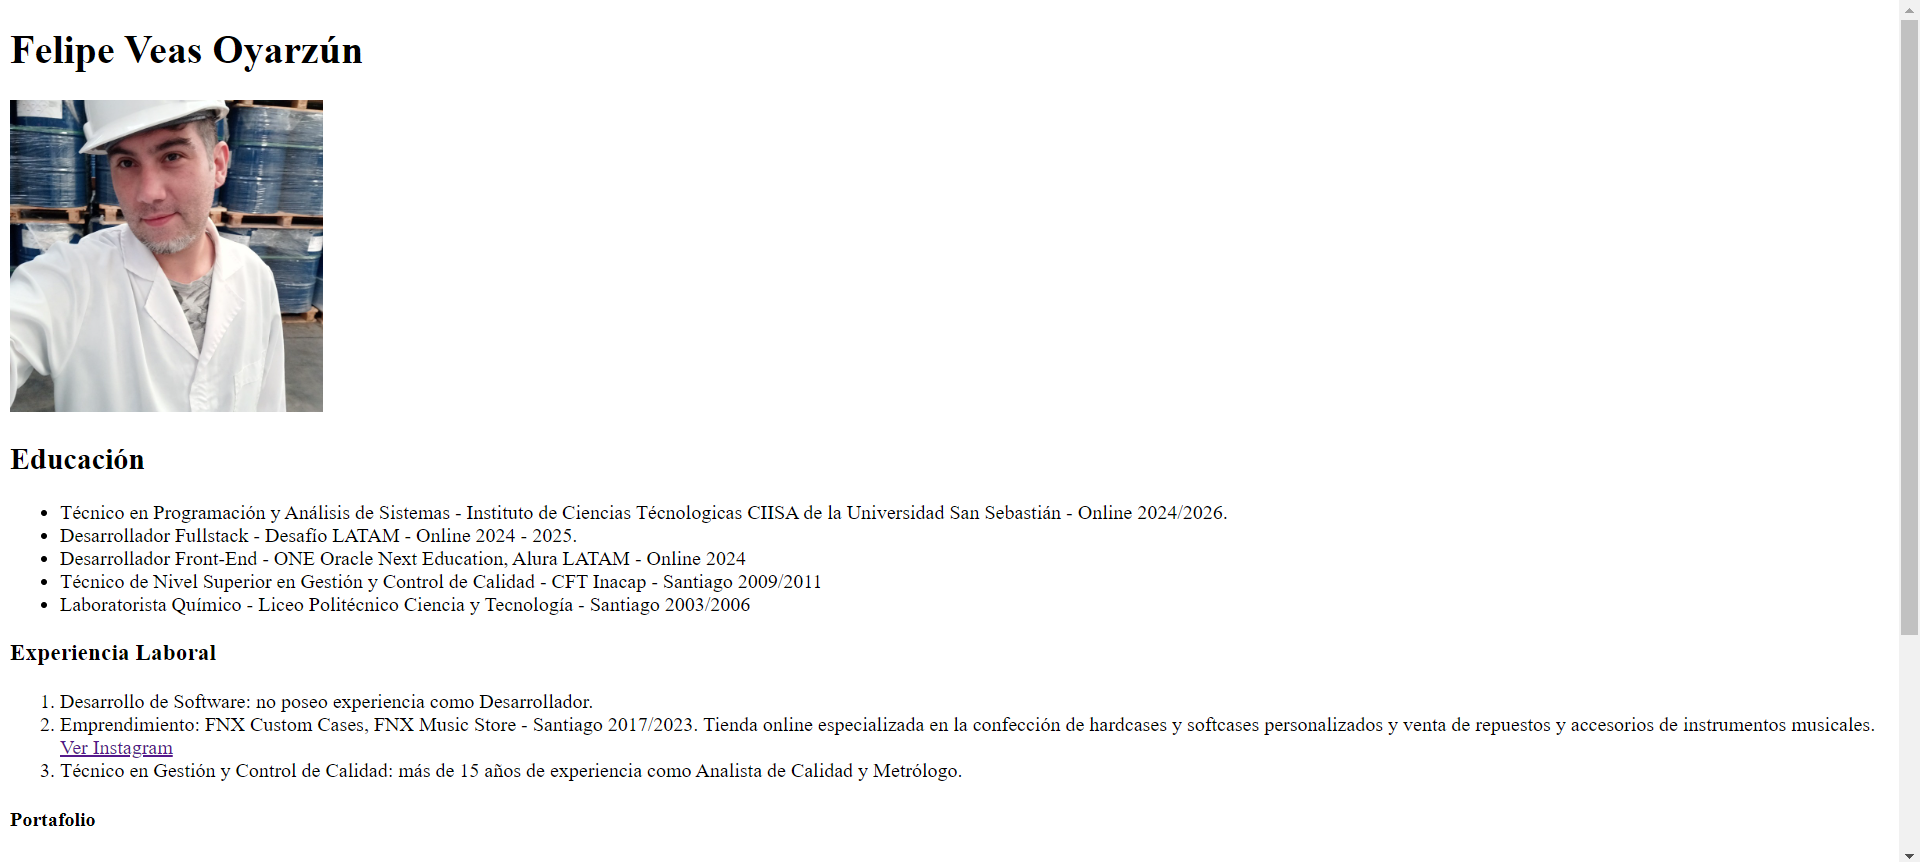 Felipe Veas Oyarzún
Educación
• Técnico en Programación y Análisis de Sistemas - Instituto de Ciencias Técnologicas CIISA de la Universidad San Sebastián - Online 2024/2026.
• Desarrollador Fullstack - Desafío LATAM - Online 2024 - 2025.
• Desarrollador Front-End - ONE Oracle Next Education, Alura LATAM - Online 2024
• Técnico de Nivel Superior en Gestión y Control de Calidad - CFT Inacap - Santiago 2009/2011
• Laboratorista Químico - Liceo Politécnico Ciencia y Tecnología - Santiago 2003/2006
Experiencia Laboral
1. Desarrollo de Software: no poseo experiencia como Desarrollador.
2. Emprendimiento: FNX Custom Cases, FNX Music Store - Santiago 2017/2023. Tienda online especializada en la confección de hardcases y softcases personalizados y venta de repuestos y accesorios de instrumentos musicales.
Ver Instagram
3. Técnico en Gestión y Control de Calidad: más de 15 años de experiencia como Analista de Calidad y Metrólogo.
Portafolio